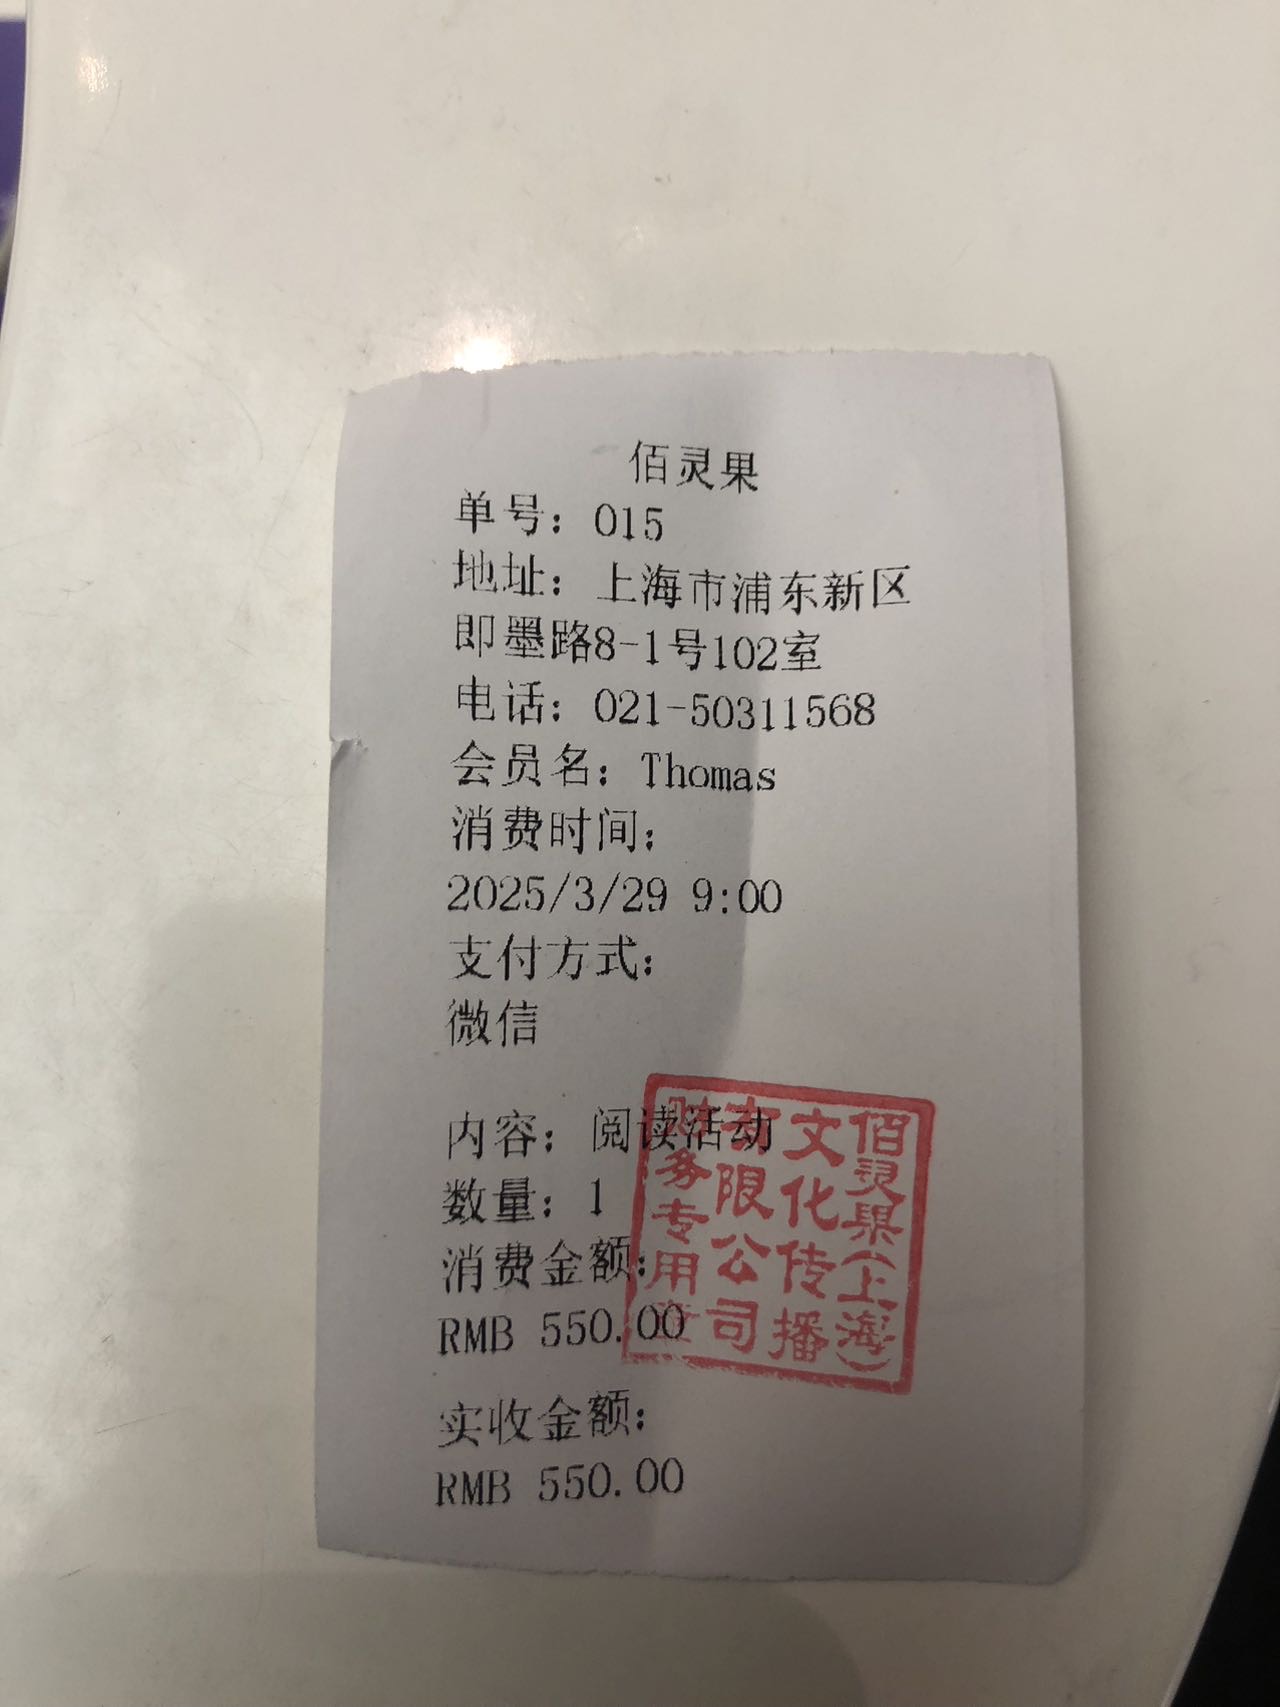 佰灵果
单号：015
地址：上海市浦东新区
即墨路8-1号102室
电话：021-50311568
会员名：Thomas
消费时间：
2025/3/29 9:00
支付方式：
微信
内容：阅读活动
数量：1
消费金额：
RMB 550.00
实收金额：
RMB 550.00
佰灵果（上海）
文化传播
有限公司
财务专用章